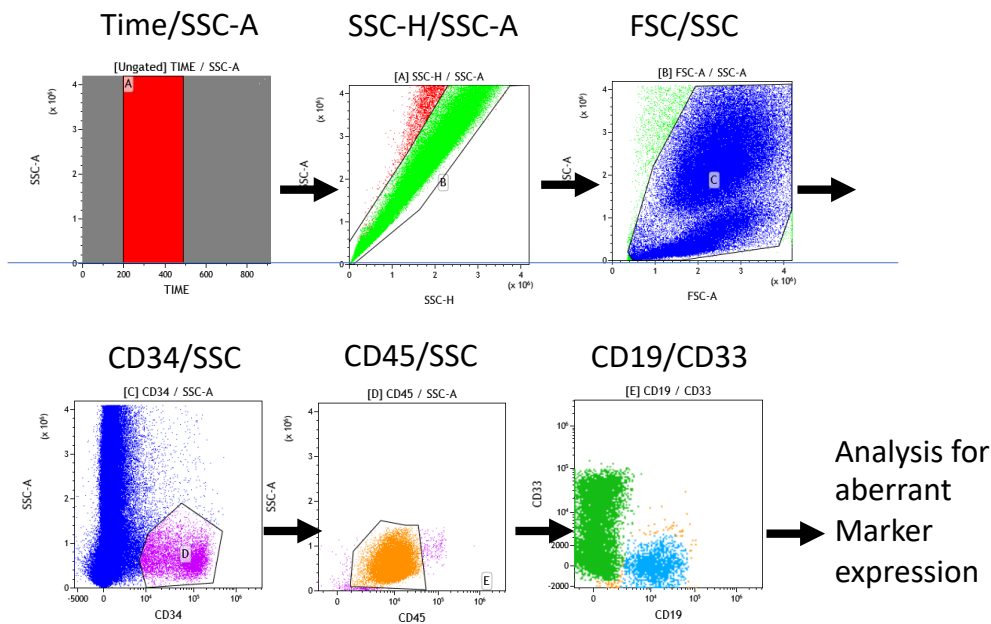 Time/SSC-A
SSC-H/SSC-A
FSC/SSC
[Ungated] TIME / SSC-A
A
SSC-A
(x 10⁶)
4
3
2
1
0
0 200 400 600 800
TIME
[A] SSC-H / SSC-A
B
SSC-A
(x 10⁶)
4
3
2
1
0
0 1 2 3 4
(x 10⁶)
SSC-H
[B] FSC-A / SSC-A
C
SSC-A
(x 10⁶)
4
3
2
1
0
0 1 2 3 4
(x 10⁶)
FSC-A
CD34/SSC
CD45/SSC
CD19/CD33
[C] CD34 / SSC-A
D
SSC-A
(x 10⁶)
4
3
2
1
0
-5000 0 10⁴ 10⁵ 10⁶
CD34
[D] CD45 / SSC-A
E
SSC-A
(x 10⁶)
4
3
2
1
0
0 10⁴ 10⁵ 10⁶
CD45
[E] CD19 / CD33
CD33
10⁶
10⁵
10⁴
2000
0
-2000
0 10⁴ 10⁵ 10⁶
CD19
Analysis for
aberrant
Marker
expression